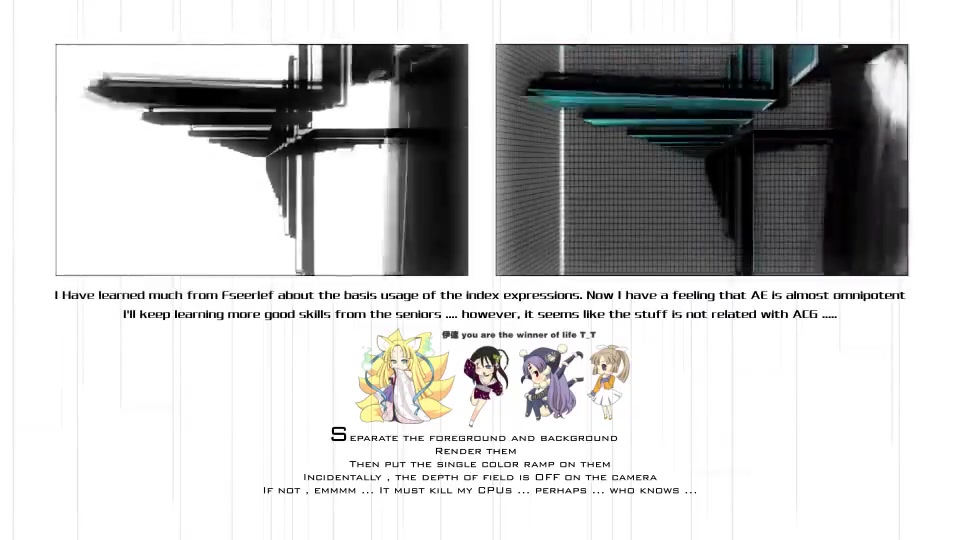 I Have learned much from Fseerlef about the basis usage of the index expressions. Now I have a feeling that AE is almost omnipotent
I'll keep learning more good skills from the seniors .... however, it seems like the stuff is not related with ACG .....
伊達 you are the winner of life T_T
SEPARATE THE FOREGROUND AND BACKGROUND
RENDER THEM
THEN PUT THE SINGLE COLOR RAMP ON THEM
INCIDENTALLY , THE DEPTH OF FIELD IS OFF ON THE CAMERA
IF NOT , EMMMM ... IT MUST KILL MY CPUS ... PERHAPS ... WHO KNOWS ...